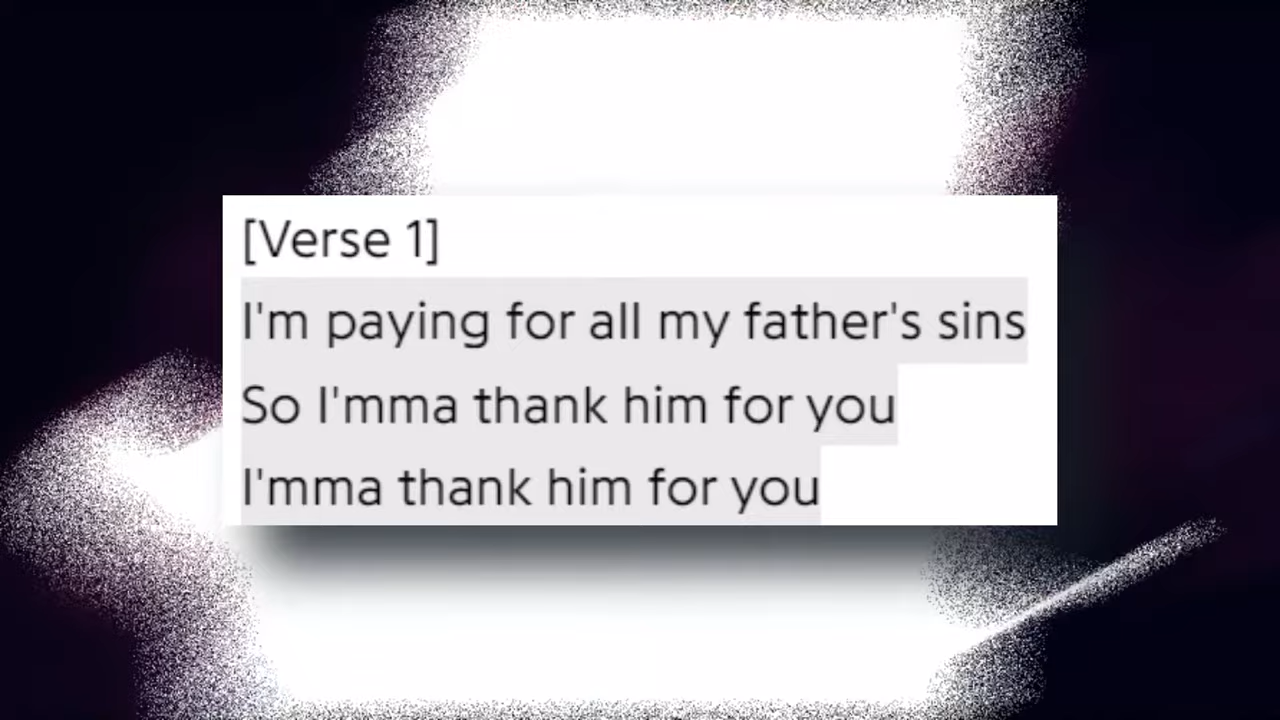 [Verse 1]
I'm paying for all my father's sins
So I'mma thank him for you
I'mma thank him for you